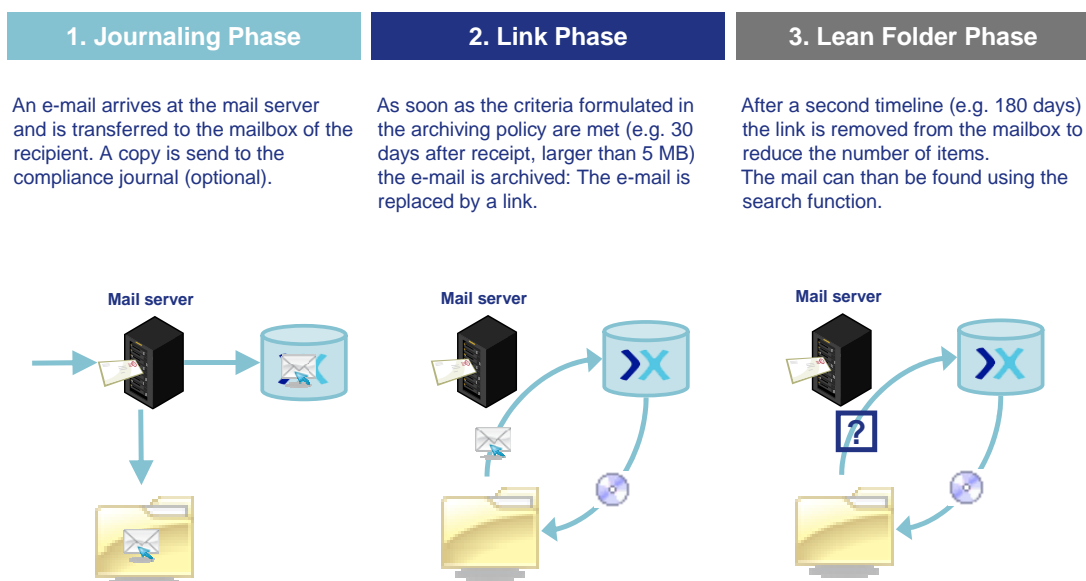 1. Journaling Phase
An e-mail arrives at the mail server
and is transferred to the mailbox of the
recipient. A copy is send to the
compliance journal (optional).
Mail server
2. Link Phase
As soon as the criteria formulated in
the archiving policy are met (e.g. 30
days after receipt, larger than 5 MB)
the e-mail is archived: The e-mail is
replaced by a link.
Mail server
3. Lean Folder Phase
After a second timeline (e.g. 180 days)
the link is removed from the mailbox to
reduce the number of items.
The mail can than be found using the
search function.
Mail server
?